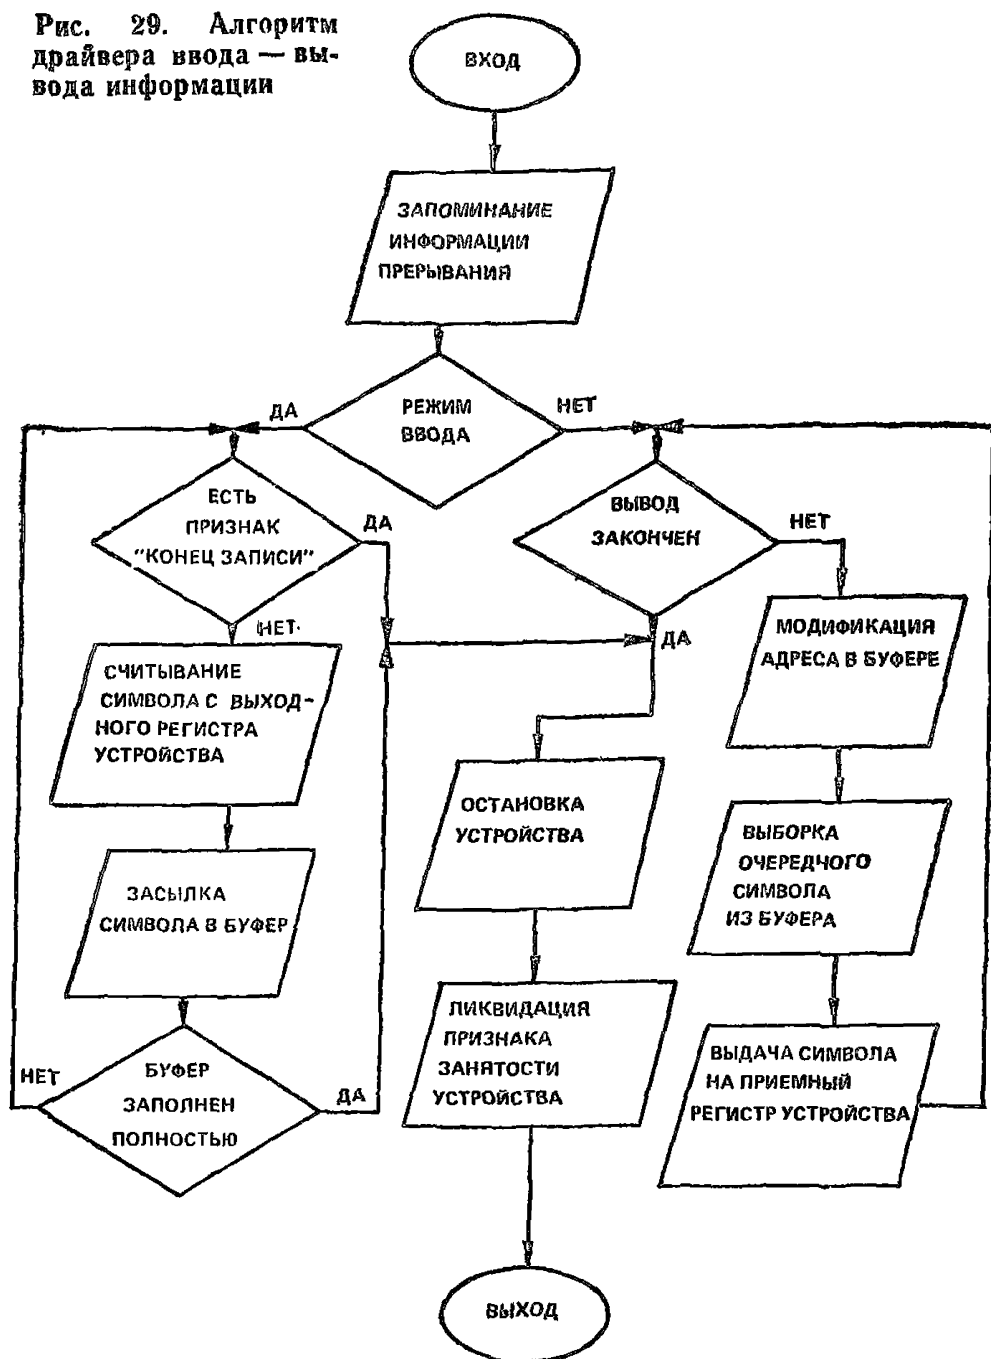 Рис. 29. Алгоритм
драйвера ввода — вы-
вода информации
ВХОД
ЗАПОМИНАНИЕ
ИНФОРМАЦИИ
ПРЕРЫВАНИЯ
РЕЖИМ
ВВОДА
ДА
НЕТ
ЕСТЬ
ПРИЗНАК
"КОНЕЦ ЗАПИСИ"
ДА
НЕТ
ВЫВОД
ЗАКОНЧЕН
НЕТ
ДА
СЧИТЫВАНИЕ
СИМВОЛА С ВЫХОД-
НОГО РЕГИСТРА
УСТРОЙСТВА
МОДИФИКАЦИЯ
АДРЕСА В БУФЕРЕ
ЗАСЫЛКА
СИМВОЛА В БУФЕР
ОСТАНОВКА
УСТРОЙСТВА
ВЫБОРКА
ОЧЕРЕДЧОГО
СИМВОЛА
ИЗ БУФЕРА
БУФЕР
ЗАПОЛНЕН
ПОЛНОСТЬЮ
НЕТ
ДА
ЛИКВИДАЦИЯ
ПРИЗНАКА
ЗАНЯТОСТИ
УСТРОЙСТВА
ВЫДАЧА СИМВОЛА
НА ПРИЕМНЫЙ
РЕГИСТР УСТРОЙСТВА
ВЫХОД